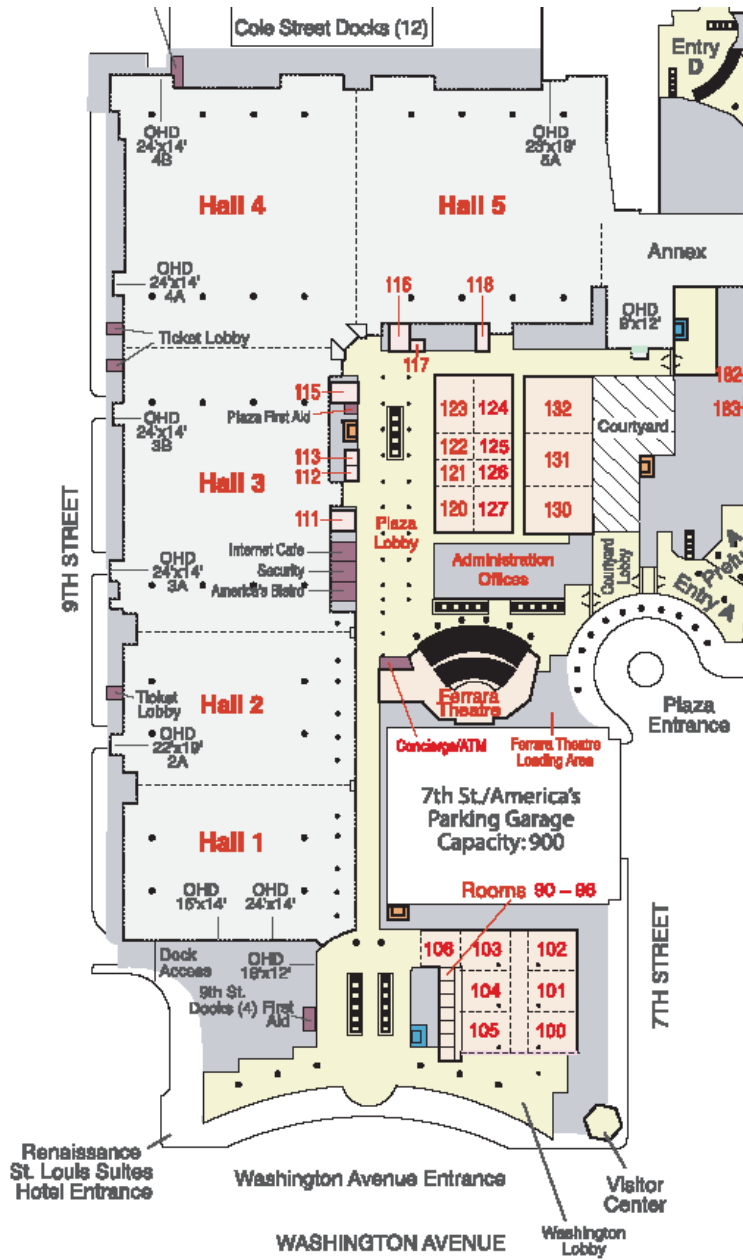 Cole Street Docks (12)
Entry
D
OHD
24'x14'
4B
OHD
23'x19'
5A
Hall 4
Hall 5
Annex
OHD
24'x14'
4A
116
118
OHD
9'x12'
Ticket Lobby
117
115
Plaza First Aid
123
124
132
182
183
OHD
24'x14'
3B
122
125
Courtyard
113
112
121
126
131
Hall 3
120
127
130
111
Plaza
Lobby
9TH STREET
Internet Cafe
Security
America's Bistro
Administration
Offices
Courtyard
Lobby
OHD
24'x14'
3A
Entry A
Ticket
Lobby
Hall 2
Ferrara
Theatre
Plaza
Entrance
OHD
22'x19'
2A
Concierge/ATM
Ferrara Theatre
Loading Area
7th St./America's
Parking Garage
Capacity: 900
Hall 1
OHD
15'x14'
OHD
24'x14'
Rooms 90 – 96
106
103
102
Dock
Access
OHD
16'x12'
104
101
7TH STREET
9th St.
Docks (4)
First
Aid
105
100
Renaissance
St. Louis Suites
Hotel Entrance
Washington Avenue Entrance
Visitor
Center
WASHINGTON AVENUE
Washington
Lobby